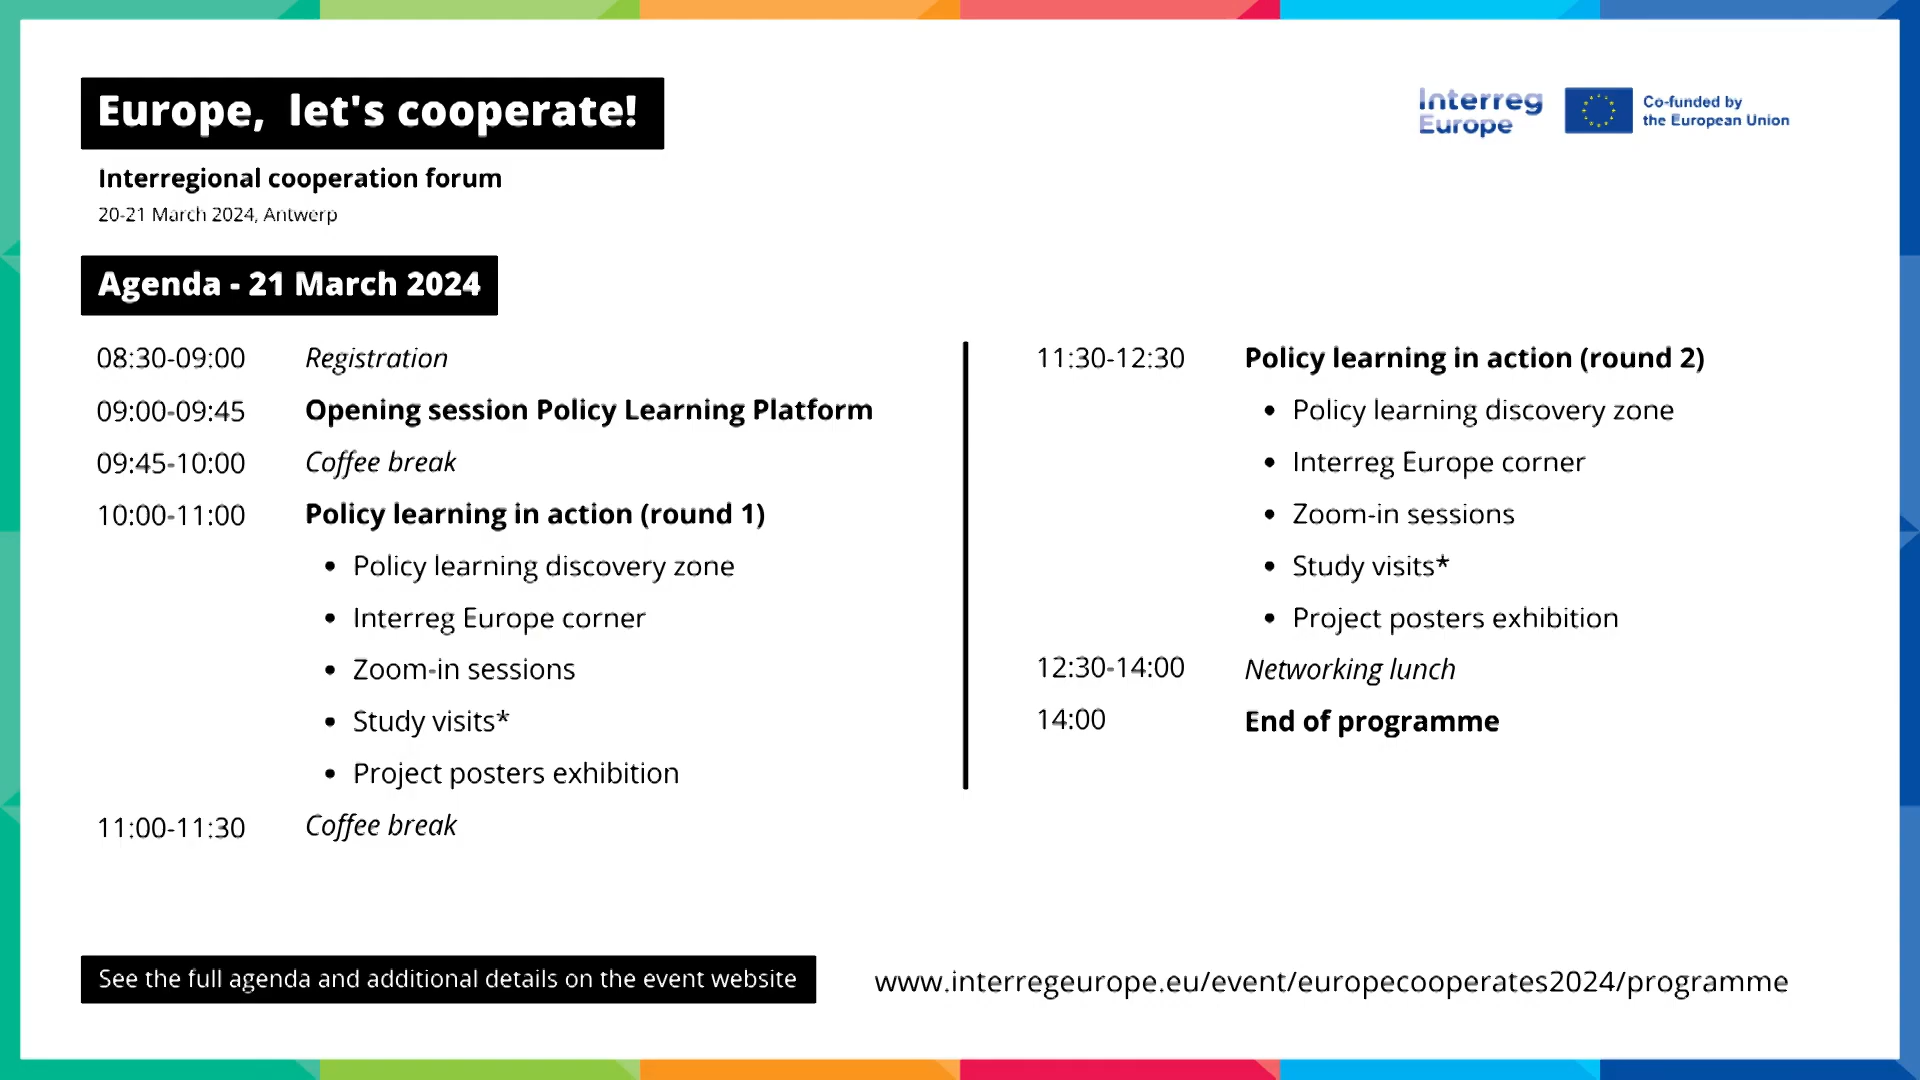 Europe, let's cooperate!
Interreg
Europe
Co-funded by
the European Union
Interregional cooperation forum
20-21 March 2024, Antwerp
Agenda - 21 March 2024
08:30-09:00 Registration
09:00-09:45 Opening session Policy Learning Platform
09:45-10:00 Coffee break
10:00-11:00 Policy learning in action (round 1)
• Policy learning discovery zone
• Interreg Europe corner
• Zoom-in sessions
• Study visits*
• Project posters exhibition
11:00-11:30 Coffee break
11:30-12:30 Policy learning in action (round 2)
• Policy learning discovery zone
• Interreg Europe corner
• Zoom-in sessions
• Study visits*
• Project posters exhibition
12:30-14:00 Networking lunch
14:00 End of programme
See the full agenda and additional details on the event website
www.interregeurope.eu/event/europecooperates2024/programme